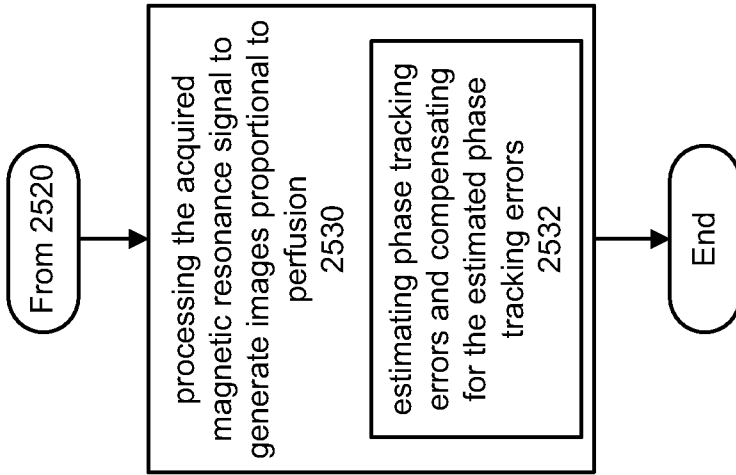 From 2520
processing the acquired
magnetic resonance signal to
generate images proportional to
perfusion
2530
estimating phase tracking
errors and compensating
for the estimated phase
tracking errors
2532
End